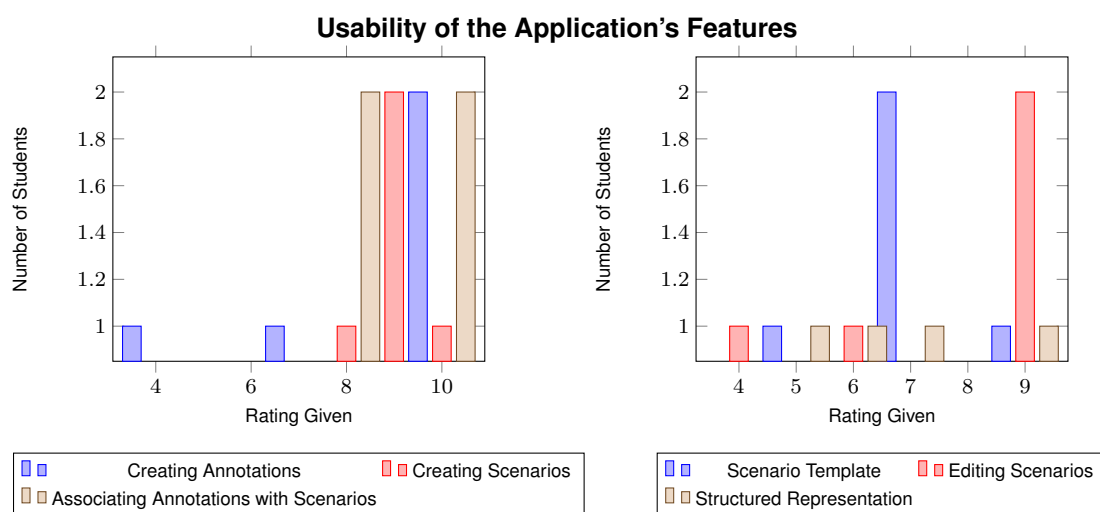 Usability of the Application's Features
Number of Students
2
1.8
1.6
1.4
1.2
1
4 6 8 10
Rating Given
Creating Annotations Creating Scenarios
Associating Annotations with Scenarios
Number of Students
2
1.8
1.6
1.4
1.2
1
4 5 6 7 8 9
Rating Given
Scenario Template Editing Scenarios
Structured Representation